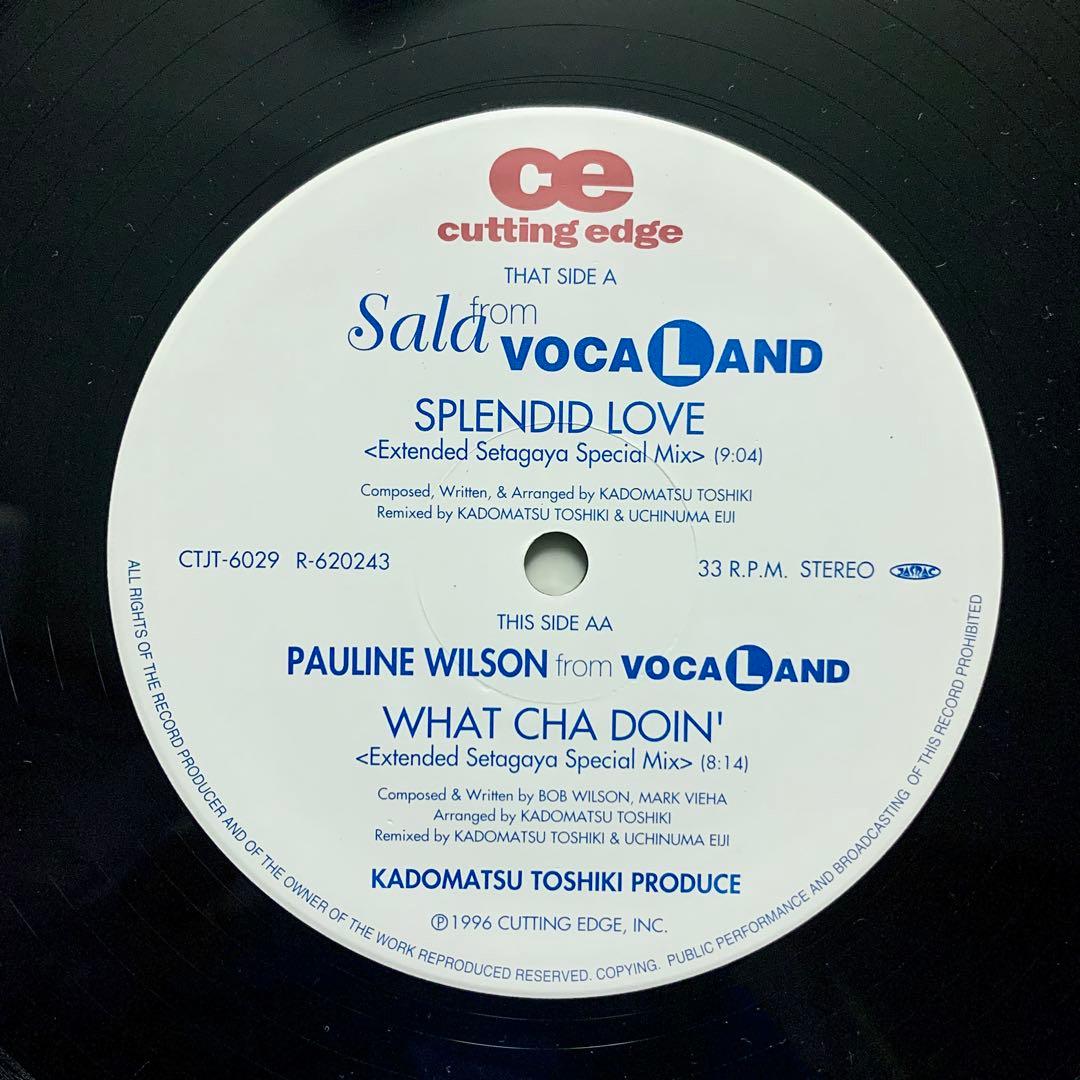 ce
cutting edge
THAT SIDE A
Sala from
VOCALAND
SPLENDID LOVE
<Extended Setagaya Special Mix> (9:04)
Composed, Written, & Arranged by KADOMATSU TOSHIKI
Remixed by KADOMATSU TOSHIKI & UCHINUMA EIJI
CTJT-6029 R-620243
33 R.P.M. STEREO JASRAC
THIS SIDE AA
PAULINE WILSON from VOCALAND
WHAT CHA DOIN'
<Extended Setagaya Special Mix> (8:14)
Composed & Written by BOB WILSON, MARK VIEHA
Arranged by KADOMATSU TOSHIKI
Remixed by KADOMATSU TOSHIKI & UCHINUMA EIJI
KADOMATSU TOSHIKI PRODUCE
Ⓟ1996 CUTTING EDGE, INC.
ALL RIGHTS OF THE RECORD PRODUCER AND OF THE OWNER OF THE WORK REPRODUCED RESERVED. COPYING. PUBLIC PERFORMANCE AND BROADCASTING OF THIS RECORD PROHIBITED